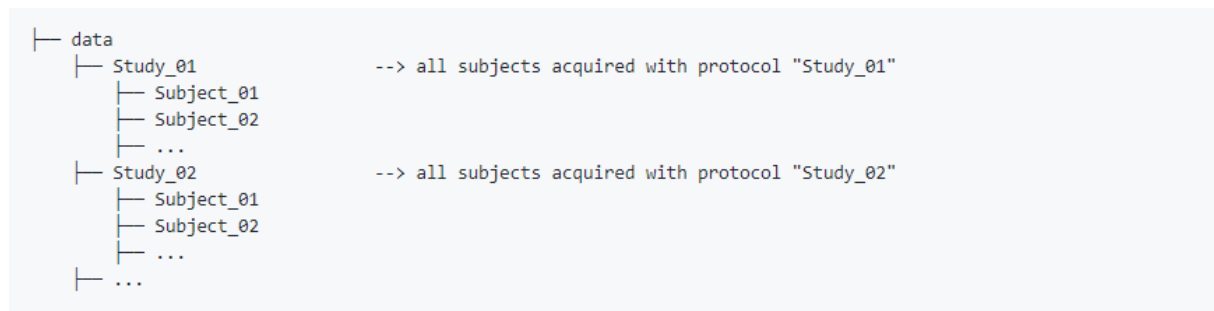 ├── data
    ├── Study_01                 --> all subjects acquired with protocol "Study_01"
        ├── Subject_01
        ├── Subject_02
        ├── ...
    ├── Study_02                 --> all subjects acquired with protocol "Study_02"
        ├── Subject_01
        ├── Subject_02
        ├── ...
    ├── ...